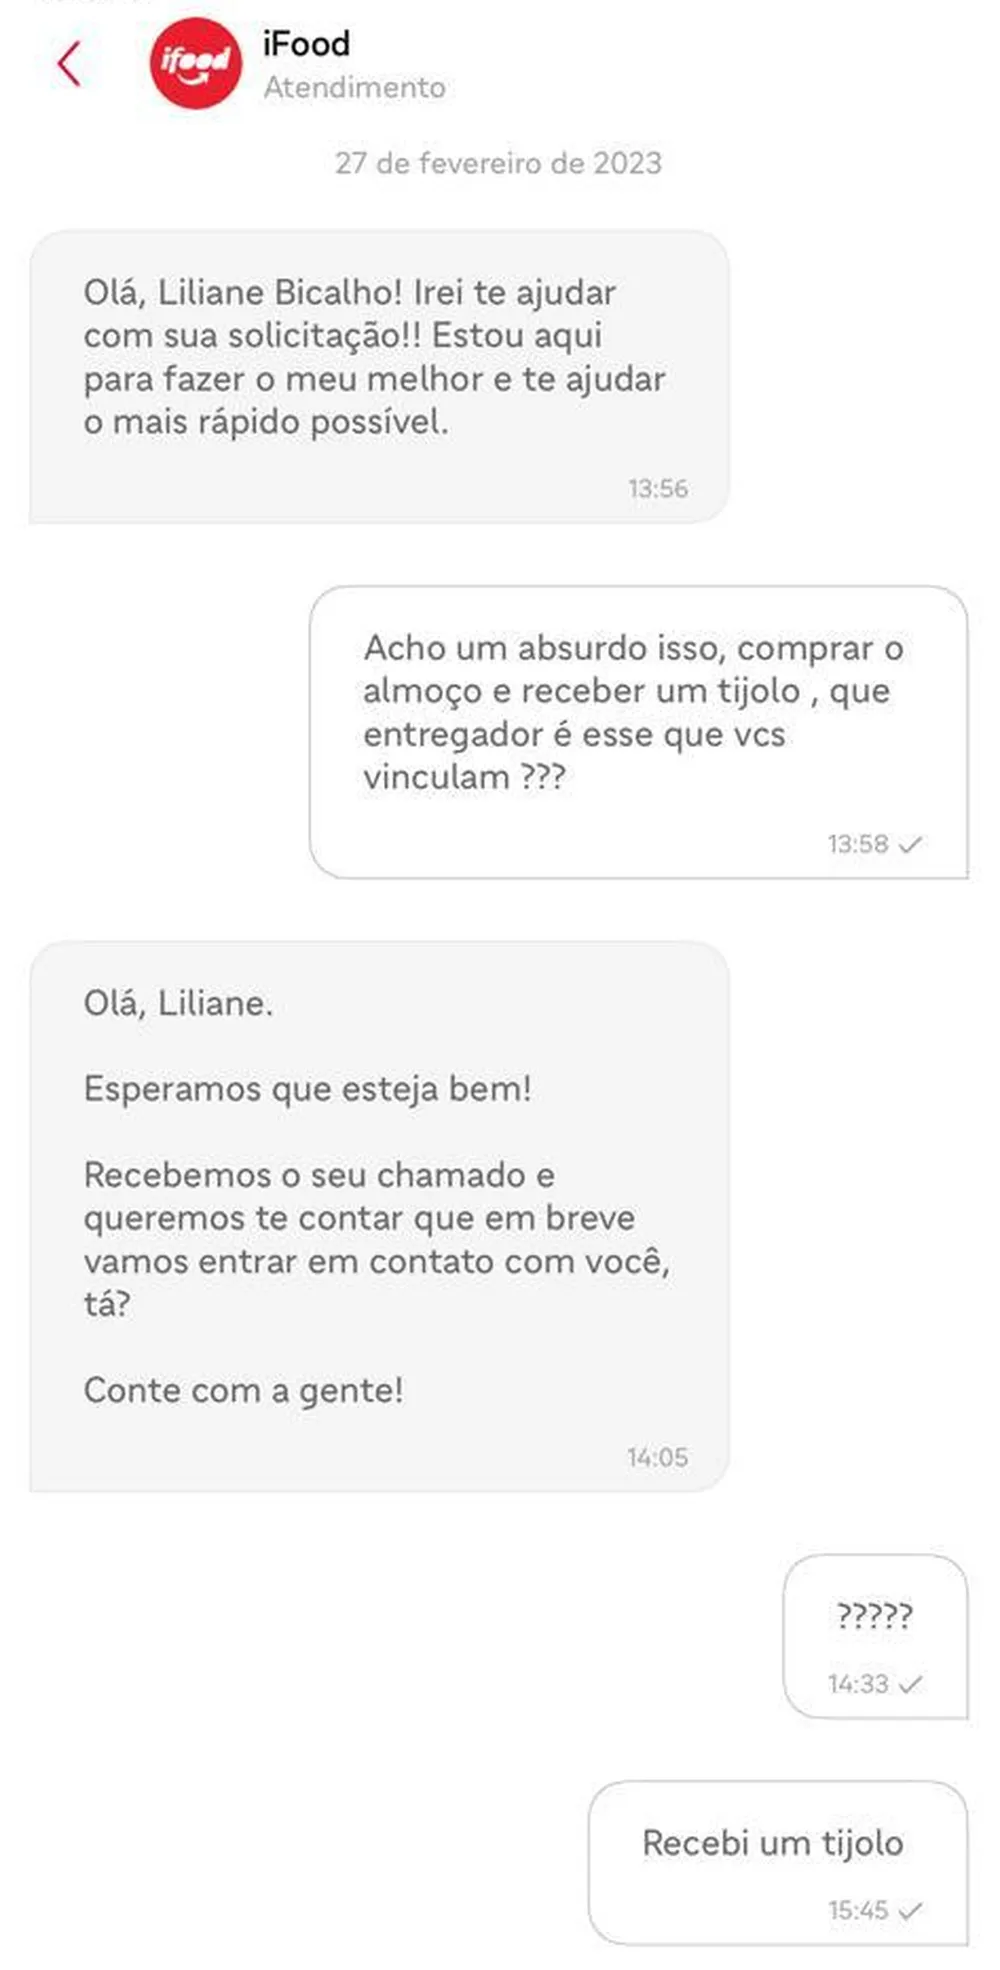 ifood
iFood
Atendimento
27 de fevereiro de 2023
Olá, Liliane Bicalho! Irei te ajudar
com sua solicitação!! Estou aqui
para fazer o meu melhor e te ajudar
o mais rápido possível.
13:56
Acho um absurdo isso, comprar o
almoço e receber um tijolo , que
entregador é esse que vcs
vinculam ???
13:58
Olá, Liliane.
Esperamos que esteja bem!
Recebemos o seu chamado e
queremos te contar que em breve
vamos entrar em contato com você,
tá?
Conte com a gente!
14:05
?????
14:33
Recebi um tijolo
15:45